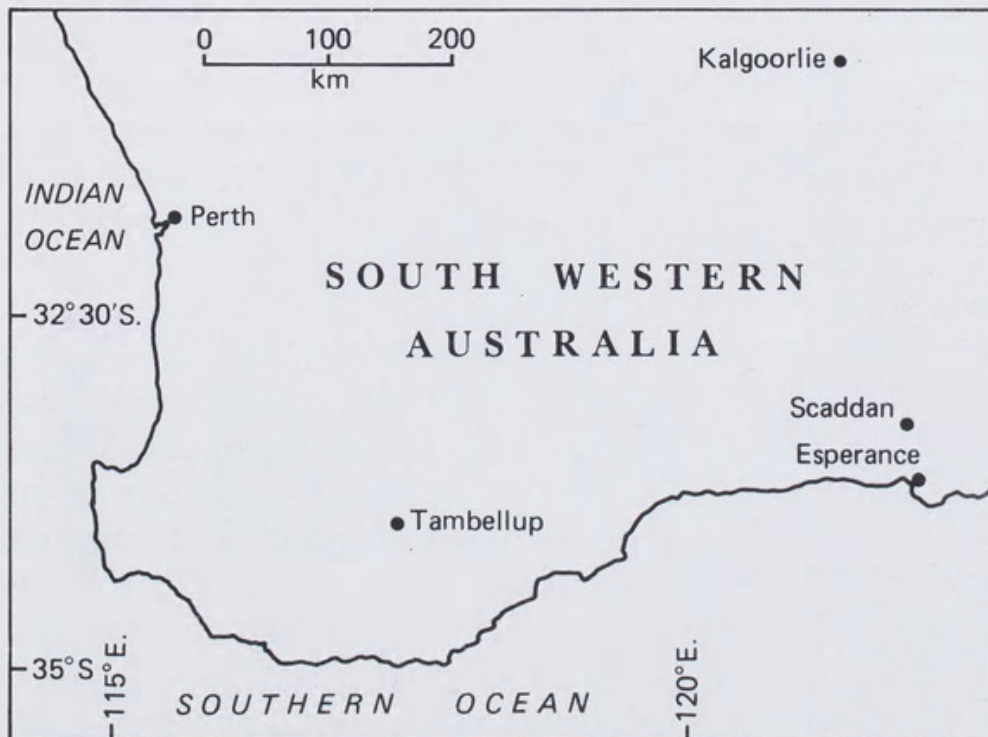 0 100 200
km
Kalgoorlie
INDIAN
OCEAN
Perth
SOUTH WESTERN
AUSTRALIA
32°30'S.
Scaddan
Esperance
Tambellup
35°S
115°E.
120°E.
SOUTHERN OCEAN